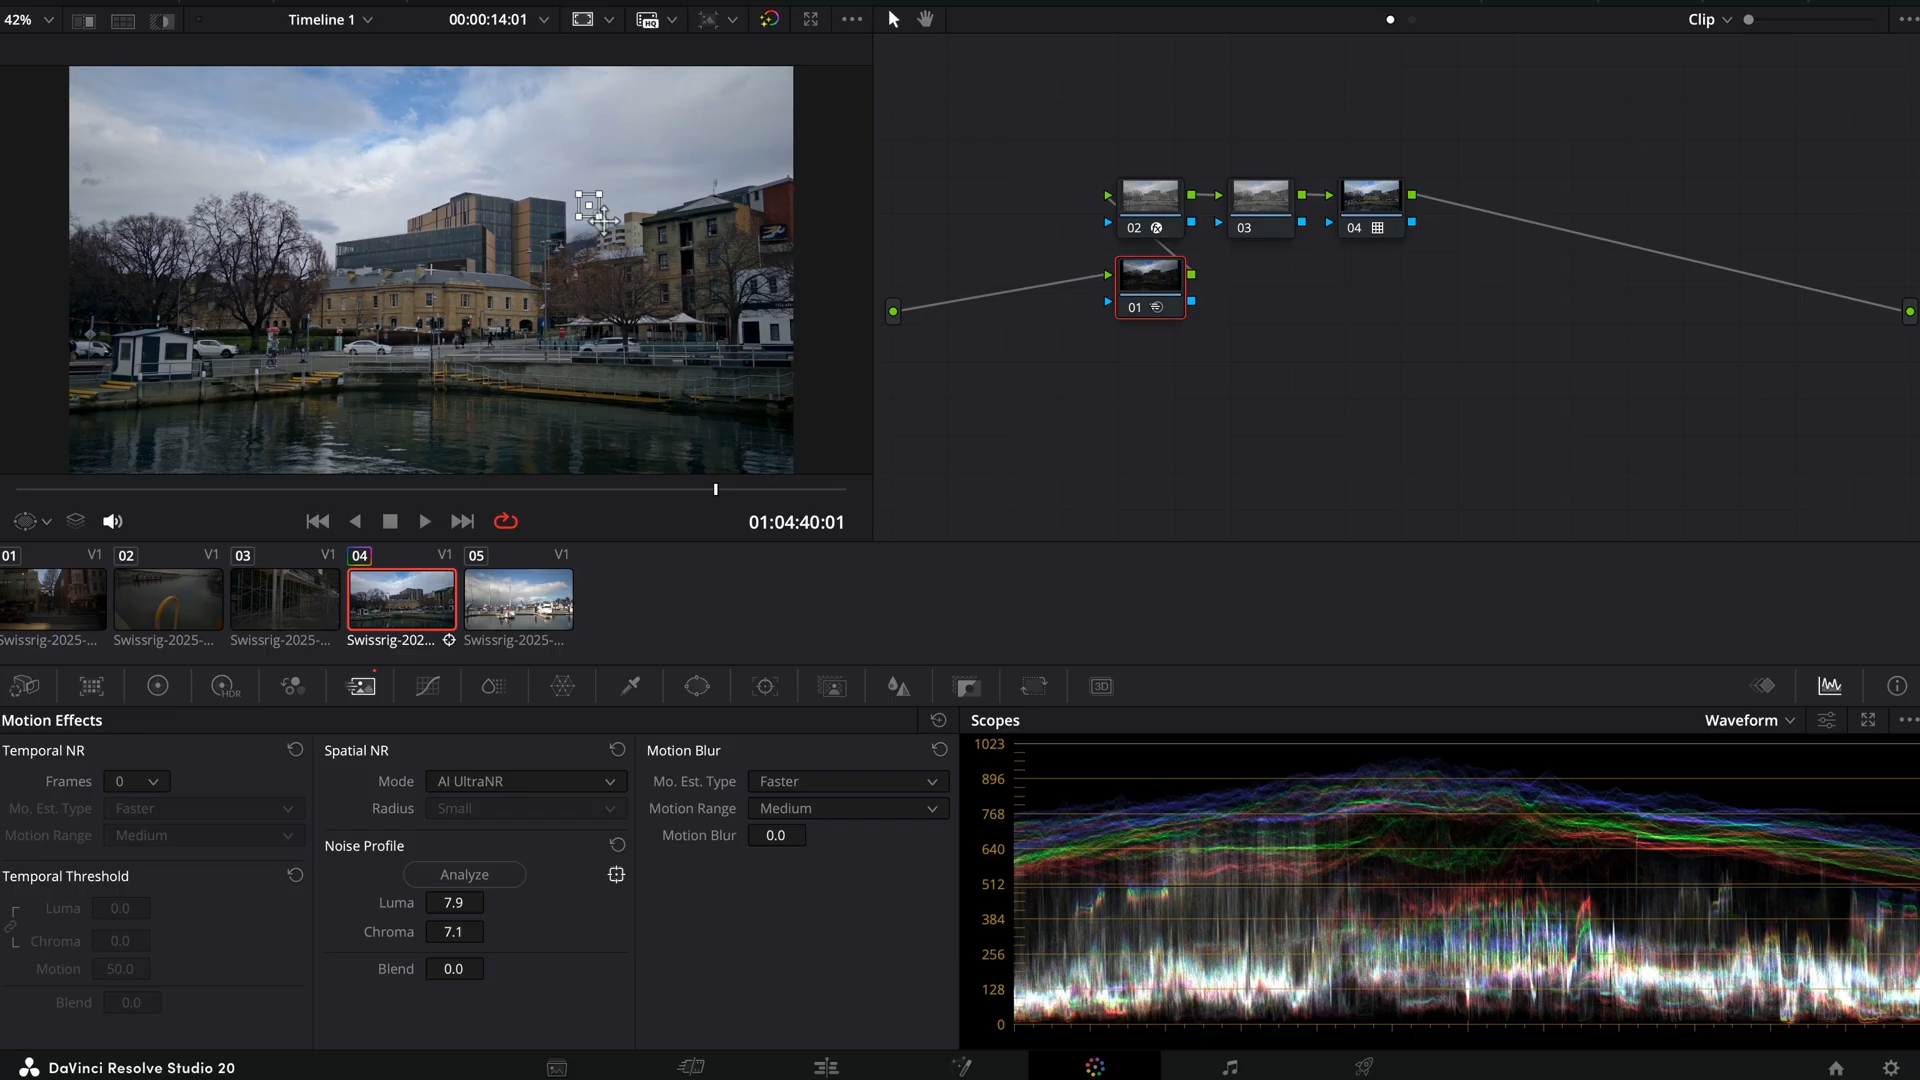 42%
Timeline 1
00:00:14:01
HQ
Clip
02
03
04
01
01:04:40:01
01 V1
02 V1
03 V1
04 V1
05 V1
Swissrig-2025-...
Swissrig-2025-...
Swissrig-2025-...
Swissrig-202...
Swissrig-2025-...
HDR
3D
Motion Effects
Temporal NR
Frames 0
Mo. Est. Type Faster
Motion Range Medium
Temporal Threshold
Luma 0.0
Chroma 0.0
Motion 50.0
Blend 0.0
Spatial NR
Mode AI UltraNR
Radius Small
Noise Profile
Analyze
Luma 7.9
Chroma 7.1
Blend 0.0
Motion Blur
Mo. Est. Type Faster
Motion Range Medium
Motion Blur 0.0
Scopes
Waveform
1023
896
768
640
512
384
256
128
0
DaVinci Resolve Studio 20